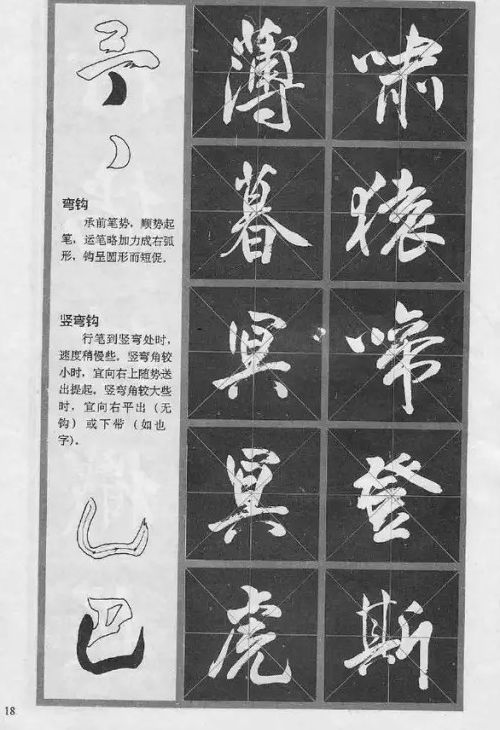 弯钩
承前笔势，顺势起
笔，运笔略加力成右弧
形，钩呈圆形而短促。
竖弯钩
行笔到竖弯处时，
速度稍慢些。竖弯角较
小时，宜向右上随势送
出提起。竖弯角较大些
时，宜向右平出（无
钩）或下带（如也
字）。
巴
啸
猿
啼
登
斯
薄
暮
冥
冥
虎
18